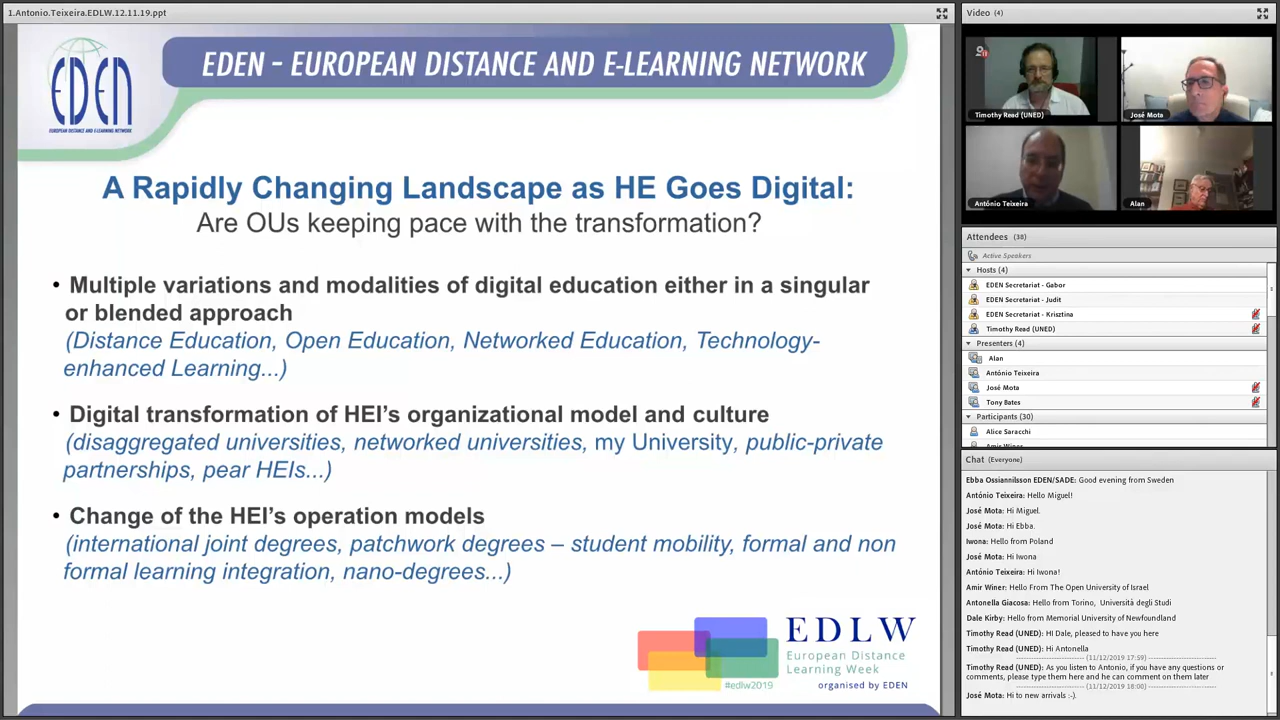 1.Antonio.Teixeira.EDLW.12.11.19.ppt
EDEN
EUROPEAN DISTANCE AND E-LEARNING NETWORK
EDEN - EUROPEAN DISTANCE AND E-LEARNING NETWORK
A Rapidly Changing Landscape as HE Goes Digital:
Are OUs keeping pace with the transformation?
• Multiple variations and modalities of digital education either in a singular
or blended approach
(Distance Education, Open Education, Networked Education, Technology-
enhanced Learning...)
• Digital transformation of HEI's organizational model and culture
(disaggregated universities, networked universities, my University, public-private
partnerships, pear HEIs...)
• Change of the HEI's operation models
(international joint degrees, patchwork degrees – student mobility, formal and non
formal learning integration, nano-degrees...)
EDLW
European Distance
Learning Week
#edlw2019
organised by EDEN
Video (4)
Timothy Read (UNED)
José Mota
António Teixeira
Alan
Attendees (38)
Active Speakers
Hosts (4)
EDEN Secretariat - Gabor
EDEN Secretariat - Judit
EDEN Secretariat - Krisztina
Timothy Read (UNED)
Presenters (4)
Alan
António Teixeira
José Mota
Tony Bates
Participants (30)
Alice Saracchi
Amir Winer
Chat (Everyone)
Ebba Ossiannilsson EDEN/SADE: Good evening from Sweden
António Teixeira: Hello Miguel!
José Mota: Hi Miguel.
José Mota: Hi Ebba.
Iwona: Hello from Poland
José Mota: Hi Iwona
António Teixeira: Hi Iwona!
Amir Winer: Hello From The Open University of Israel
Antonella Giacosa: Hello from Torino, Università degli Studi
Dale Kirby: Hello from Memorial University of Newfoundland
Timothy Read (UNED): HI Dale, pleased to have you here
Timothy Read (UNED): Hi Antonella
(11/12/2019 17:59)
Timothy Read (UNED): As you listen to Antonio, if you have any questions or
comments, please type them here and he can comment on them later
(11/12/2019 18:00)
José Mota: Hi to new arrivals :-).